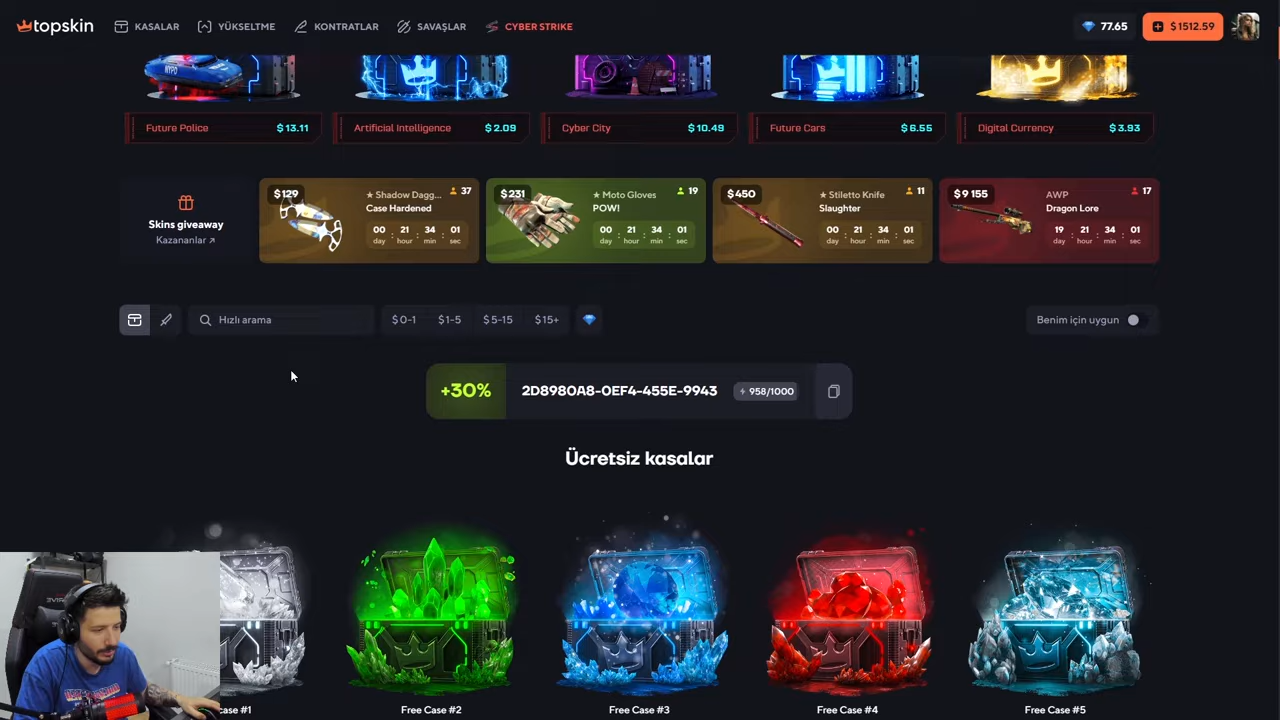 topskin
KASALAR
YÜKSELTME
KONTRATLAR
SAVAŞLAR
CYBER STRIKE
77.65
$1512.59
NYPD
Future Police $13.11
Artificial Intelligence $2.09
Cyber City $10.49
Future Cars $6.55
Digital Currency $3.93
Skins giveaway
Kazananlar
$129
★ Shadow Dagg...
37
Case Hardened
00 : 21 : 34 : 01
day hour min sec
$231
★ Moto Gloves
19
POW!
00 : 21 : 34 : 01
day hour min sec
$450
★ Stiletto Knife
11
Slaughter
00 : 21 : 34 : 01
day hour min sec
$9 155
AWP
17
Dragon Lore
19 : 21 : 34 : 01
day hour min sec
Hızlı arama
$0-1
$1-5
$5-15
$15+
Benim için uygun
+30%
2D8980A8-0EF4-455E-9943
958/1000
Ücretsiz kasalar
ase #1
Free Case #2
Free Case #3
Free Case #4
Free Case #5